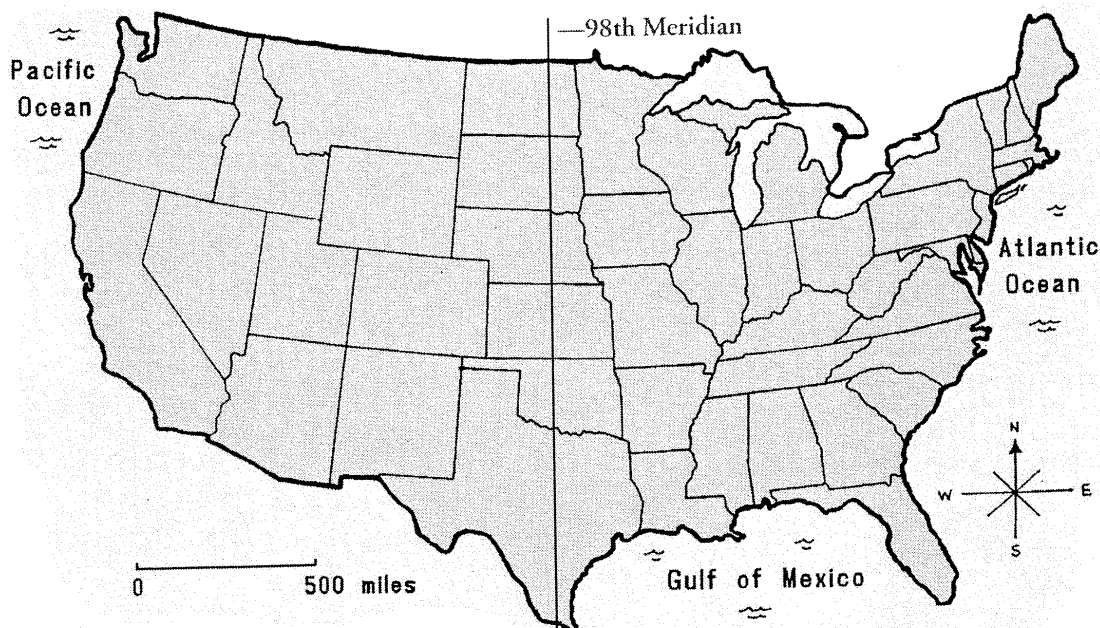 —98th Meridian
Pacific
Ocean
Atlantic
Ocean
N
W
E
S
0
500 miles
Gulf of Mexico